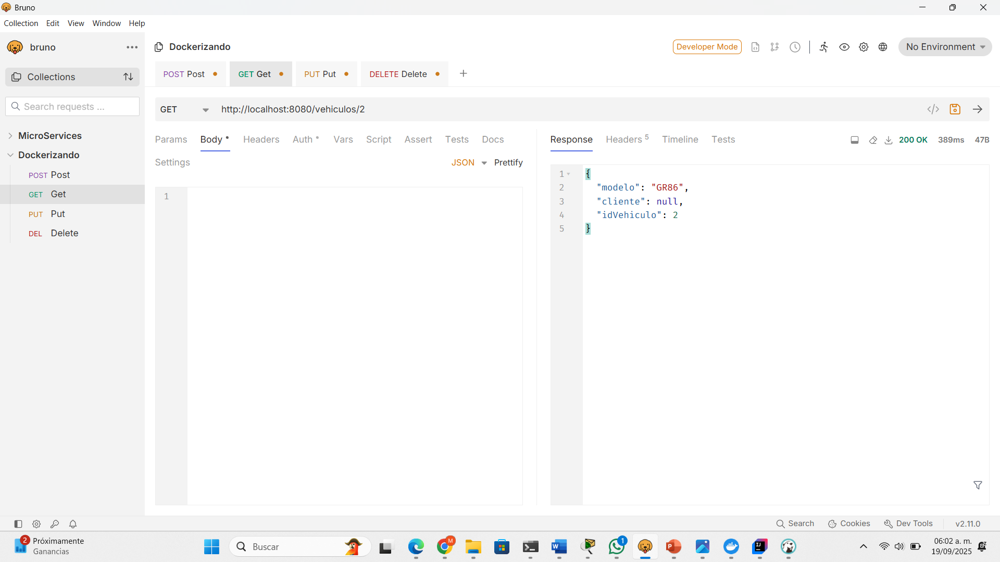 Bruno
Collection Edit View Window Help
bruno
Dockerizando
Developer Mode
No Environment
Collections
POST Post
GET Get
PUT Put
DELETE Delete
Search requests ...
GET
http://localhost:8080/vehiculos/2
MicroServices
Dockerizando
POST Post
GET Get
PUT Put
DEL Delete
Params Body Headers Auth Vars Script Assert Tests Docs
Settings
JSON Prettify
1
Response Headers 5 Timeline Tests
200 OK 389ms 47B
1 {
2 "modelo": "GR86",
3 "cliente": null,
4 "idVehiculo": 2
5 }
Search Cookies Dev Tools v2.11.0
2
Próximamente
Ganancias
Buscar
M
W
1
P
IJ
06:02 a. m.
19/09/2025